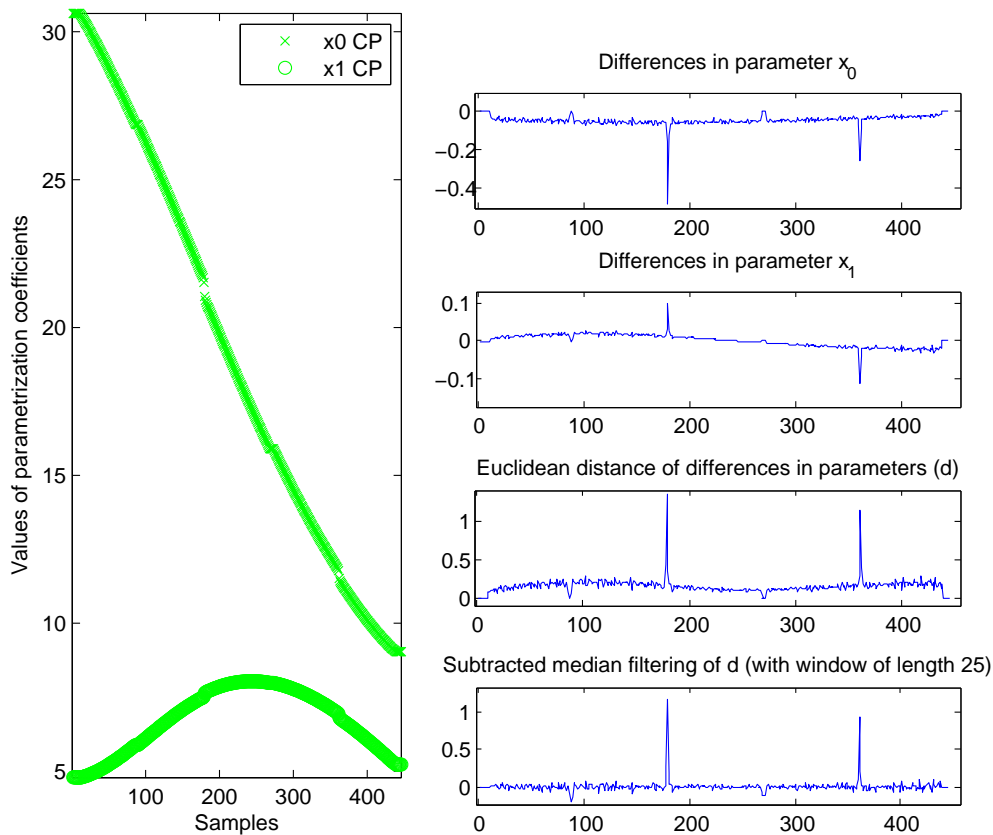 30
25
20
15
10
5
100 200 300 400
Samples
Values of parametrization coefficients
x0 CP
x1 CP
Differences in parameter x0
0
−0.2
−0.4
0 100 200 300 400
Differences in parameter x1
0.1
0
−0.1
0 100 200 300 400
Euclidean distance of differences in parameters (d)
1
0.5
0
0 100 200 300 400
Subtracted median filtering of d (with window of length 25)
1
0.5
0
0 100 200 300 400